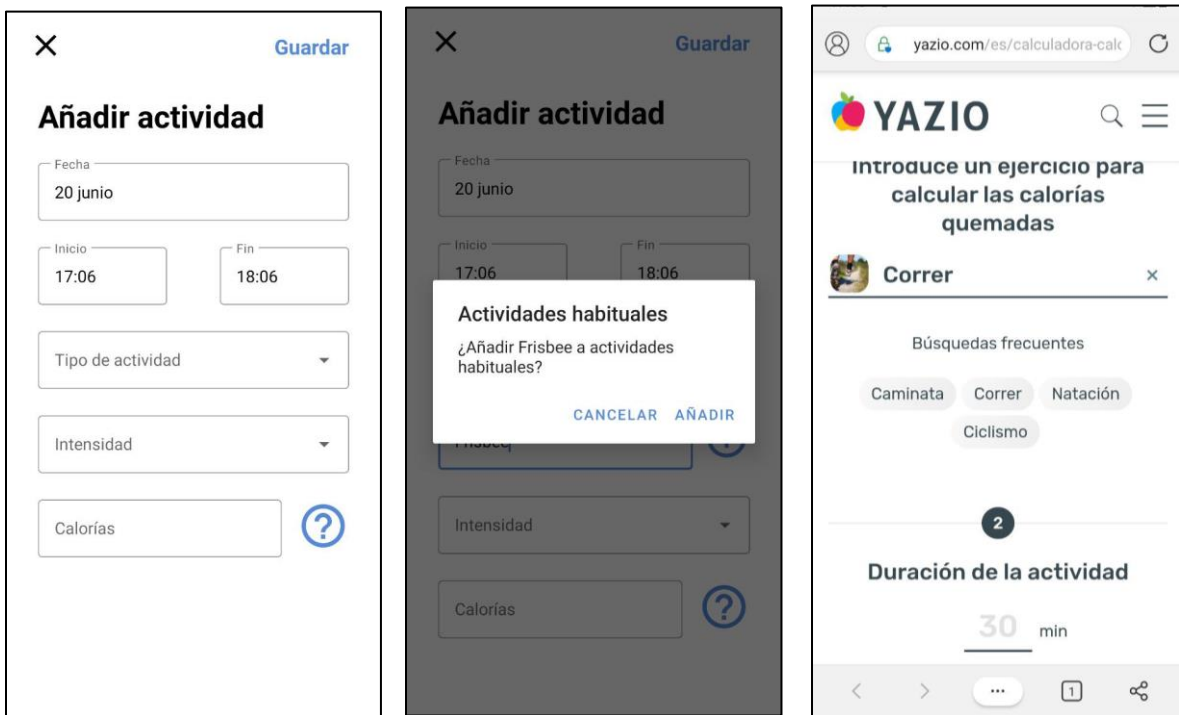 Guardar
Añadir actividad
Fecha
20 junio
Inicio
17:06
Fin
18:06
Tipo de actividad
Intensidad
Calorías
?
Guardar
Añadir actividad
Fecha
20 junio
Inicio
17:06
Fin
18:06
Actividades habituales
¿Añadir Frisbee a actividades
habituales?
CANCELAR AÑADIR
Frisbee
Intensidad
Calorías
?
yazio.com/es/calculadora-calo
YAZIO
Introduce un ejercicio para
calcular las calorías
quemadas
Correr
Búsquedas frecuentes
Caminata Correr Natación
Ciclismo
2
Duración de la actividad
30 min
1